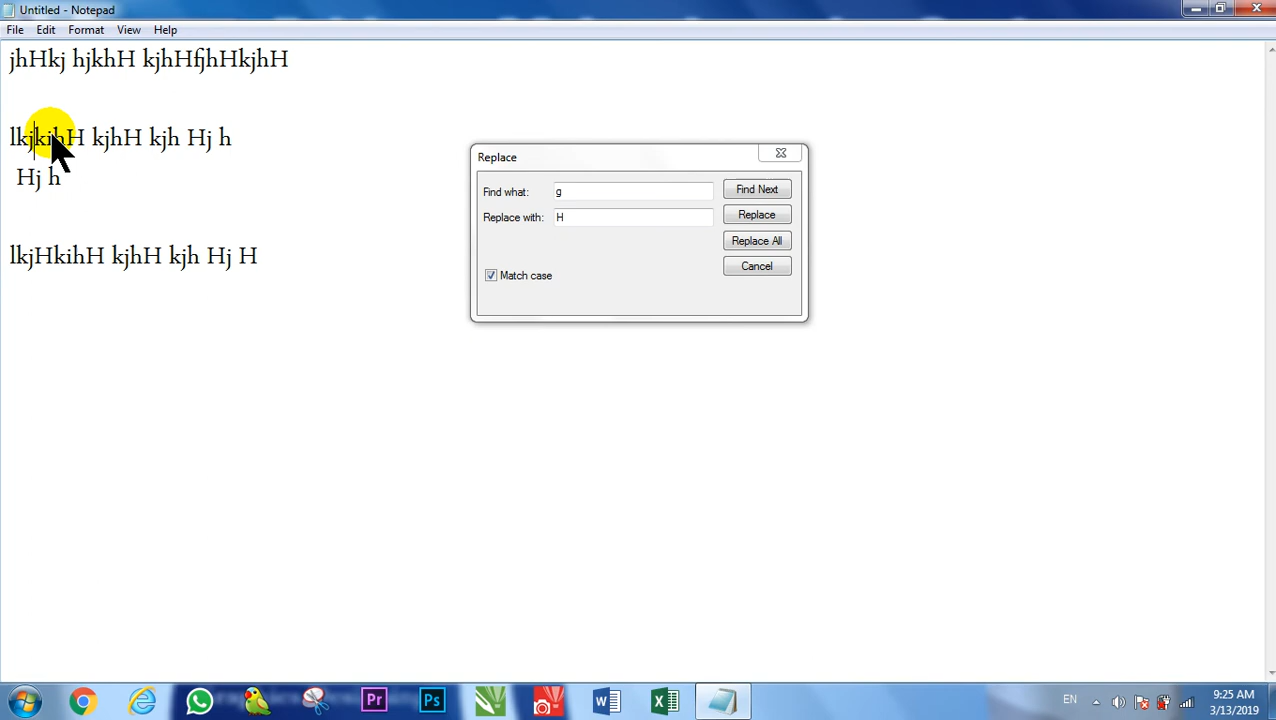 Untitled - Notepad
File Edit Format View Help
jhHkj hjkhH kjhHfjhHkjhH
lkjkihH kjhH kjh Hj h
Hj h
lkjHkihH kjhH kjh Hj H
Replace
Find what: g
Find Next
Replace with: H
Replace
Replace All
Match case
Cancel
Pr Ps
EN
9:25 AM
3/13/2019